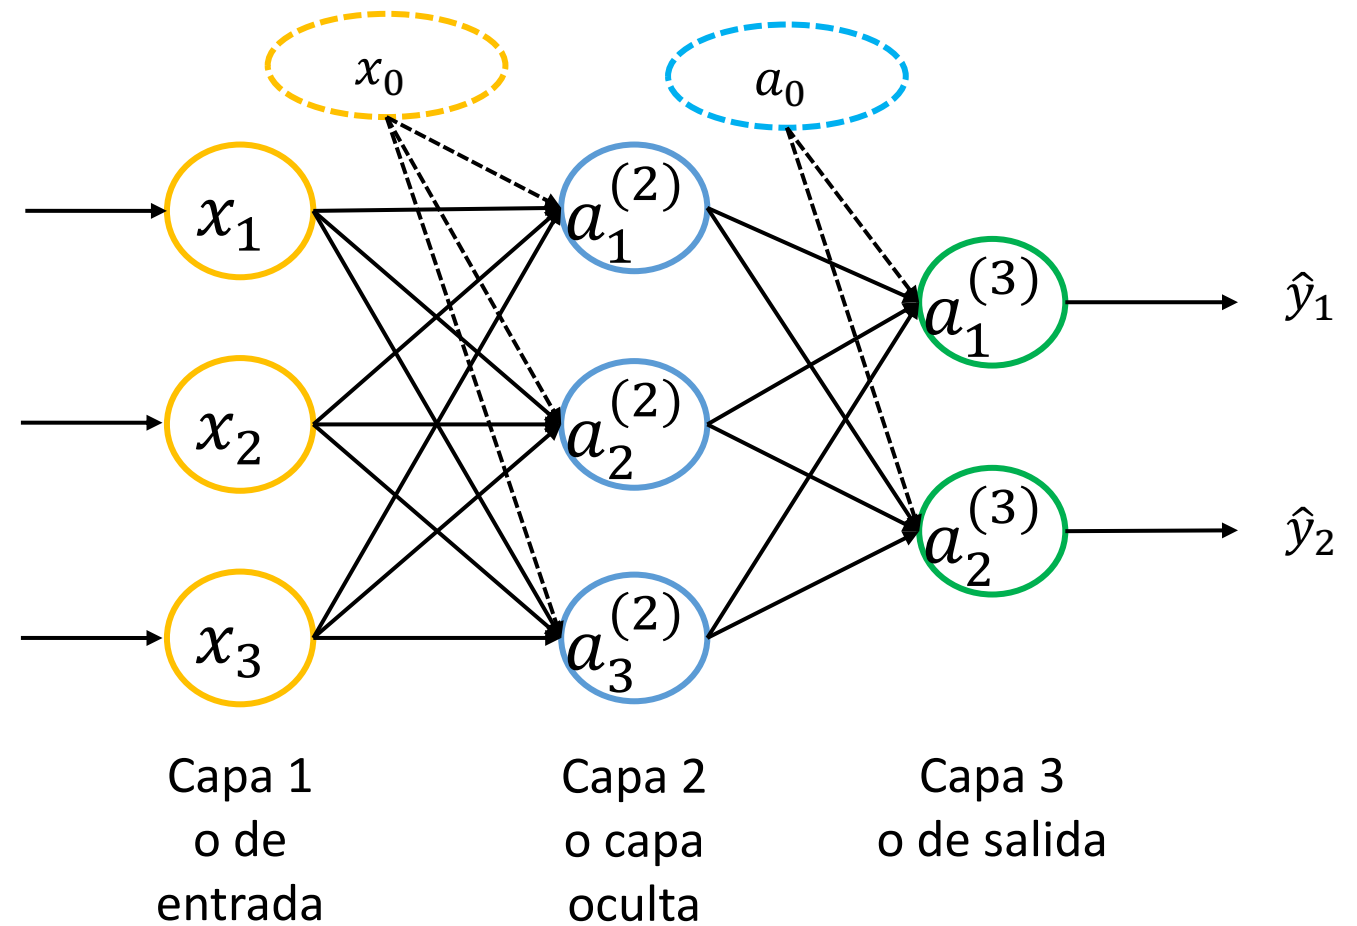 x₀
a₀
x₁
a₁⁽²⁾
a₁⁽³⁾
ŷ₁
x₂
a₂⁽²⁾
a₂⁽³⁾
ŷ₂
x₃
a₃⁽²⁾
Capa 1
o de
entrada
Capa 2
o capa
oculta
Capa 3
o de salida